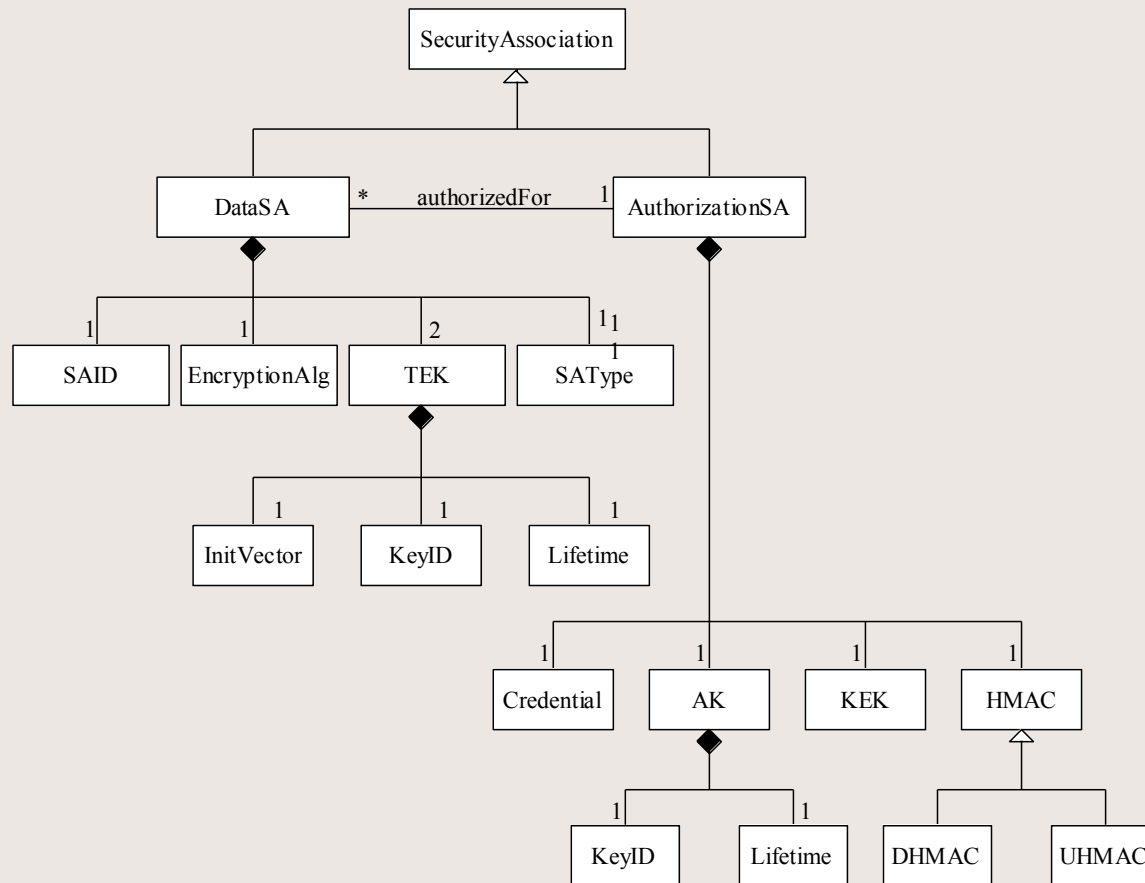 SecurityAssociation
DataSA
* authorizedFor 1
AuthorizationSA
1 1 2 1 1
1
SAID
EncryptionAlg
TEK
SAType
1 1 1
InitVector
KeyID
Lifetime
1 1 1 1
Credential
AK
KEK
HMAC
1 1
KeyID
Lifetime
DHMAC
UHMAC